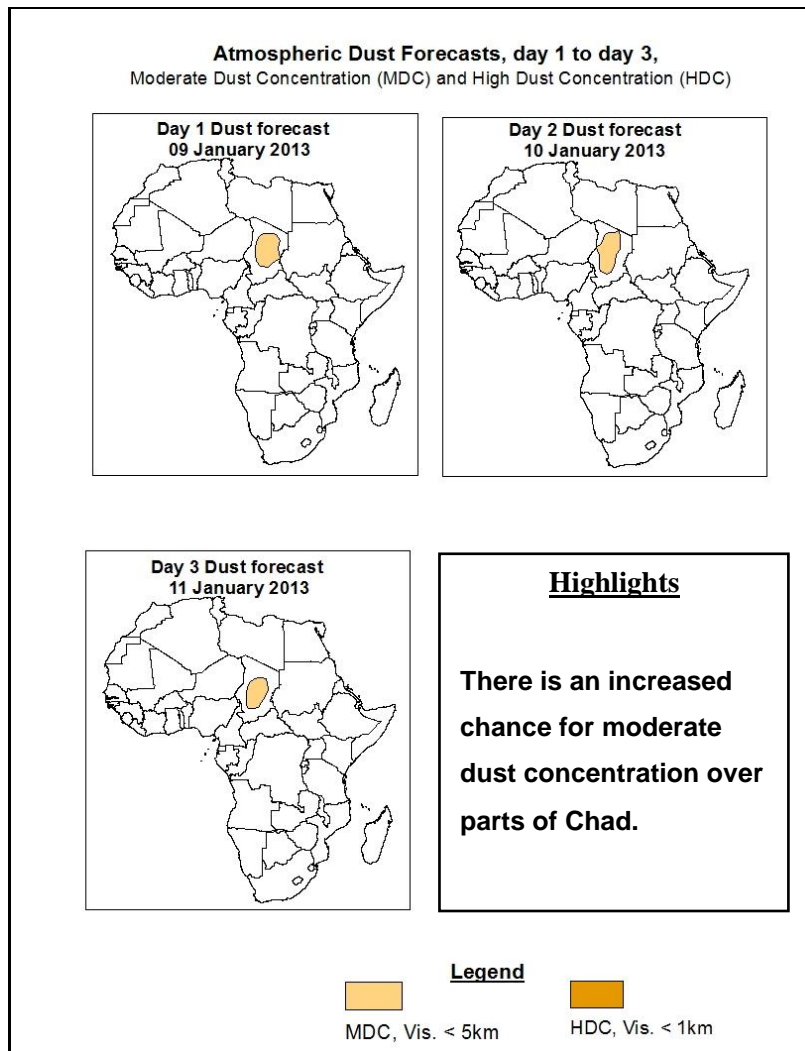 Atmospheric Dust Forecasts, day 1 to day 3,
Moderate Dust Concentration (MDC) and High Dust Concentration (HDC)
Day 1 Dust forecast
09 January 2013
Day 2 Dust forecast
10 January 2013
Day 3 Dust forecast
11 January 2013
Highlights
There is an increased
chance for moderate
dust concentration over
parts of Chad.
Legend
MDC, Vis. < 5km
HDC, Vis. < 1km